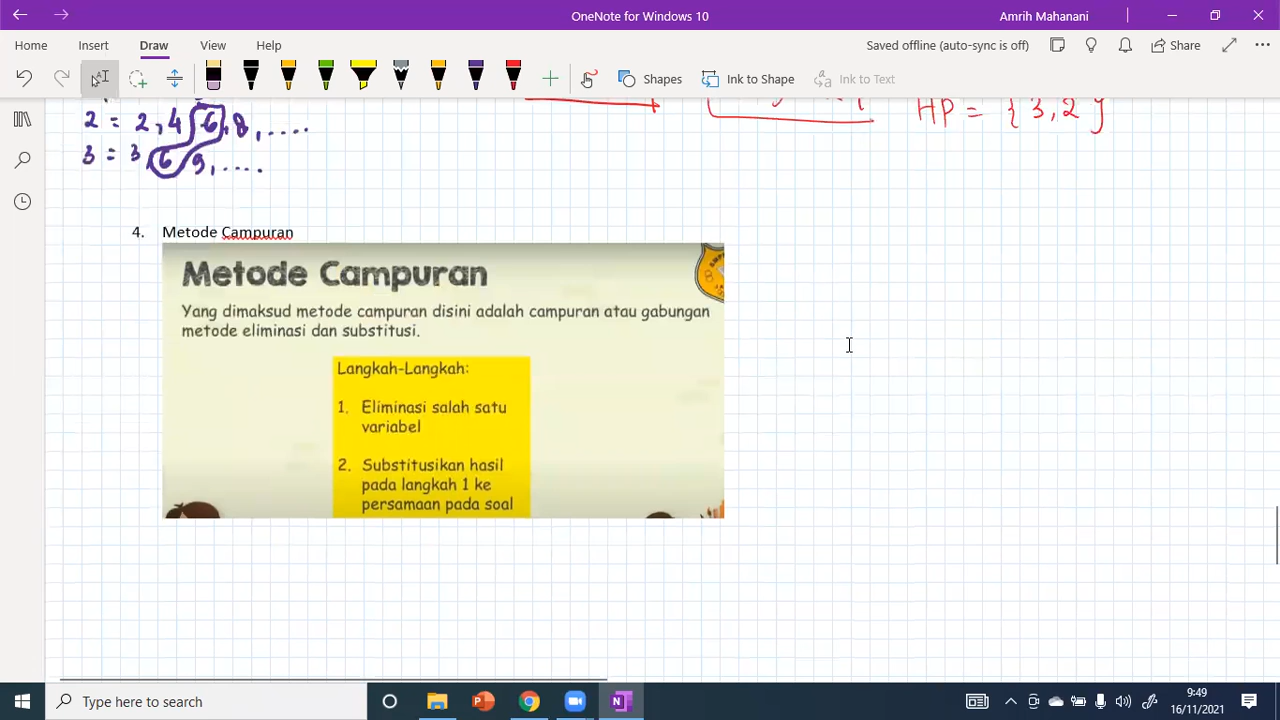 OneNote for Windows 10
Amrih Mahanani
Home Insert Draw View Help
Saved offline (auto-sync is off)
Share
Shapes
Ink to Shape
Ink to Text
HP = { 3, 2 }
2 = 2, 4, 6, 8, ....
3 = 3, 6, 9, ....
4. Metode Campuran
Metode Campuran
Yang dimaksud metode campuran disini adalah campuran atau gabungan
metode eliminasi dan substitusi.
Langkah-Langkah:
1. Eliminasi salah satu
variabel
2. Substitusikan hasil
pada langkah 1 ke
persamaan pada soal
Type here to search
9:49
16/11/2021